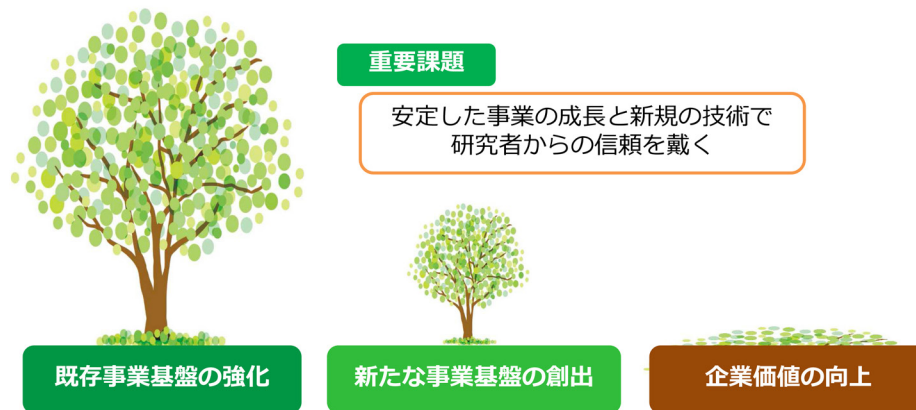 重要課題
安定した事業の成長と新規の技術で
研究者からの信頼を戴く
既存事業基盤の強化
新たな事業基盤の創出
企業価値の向上